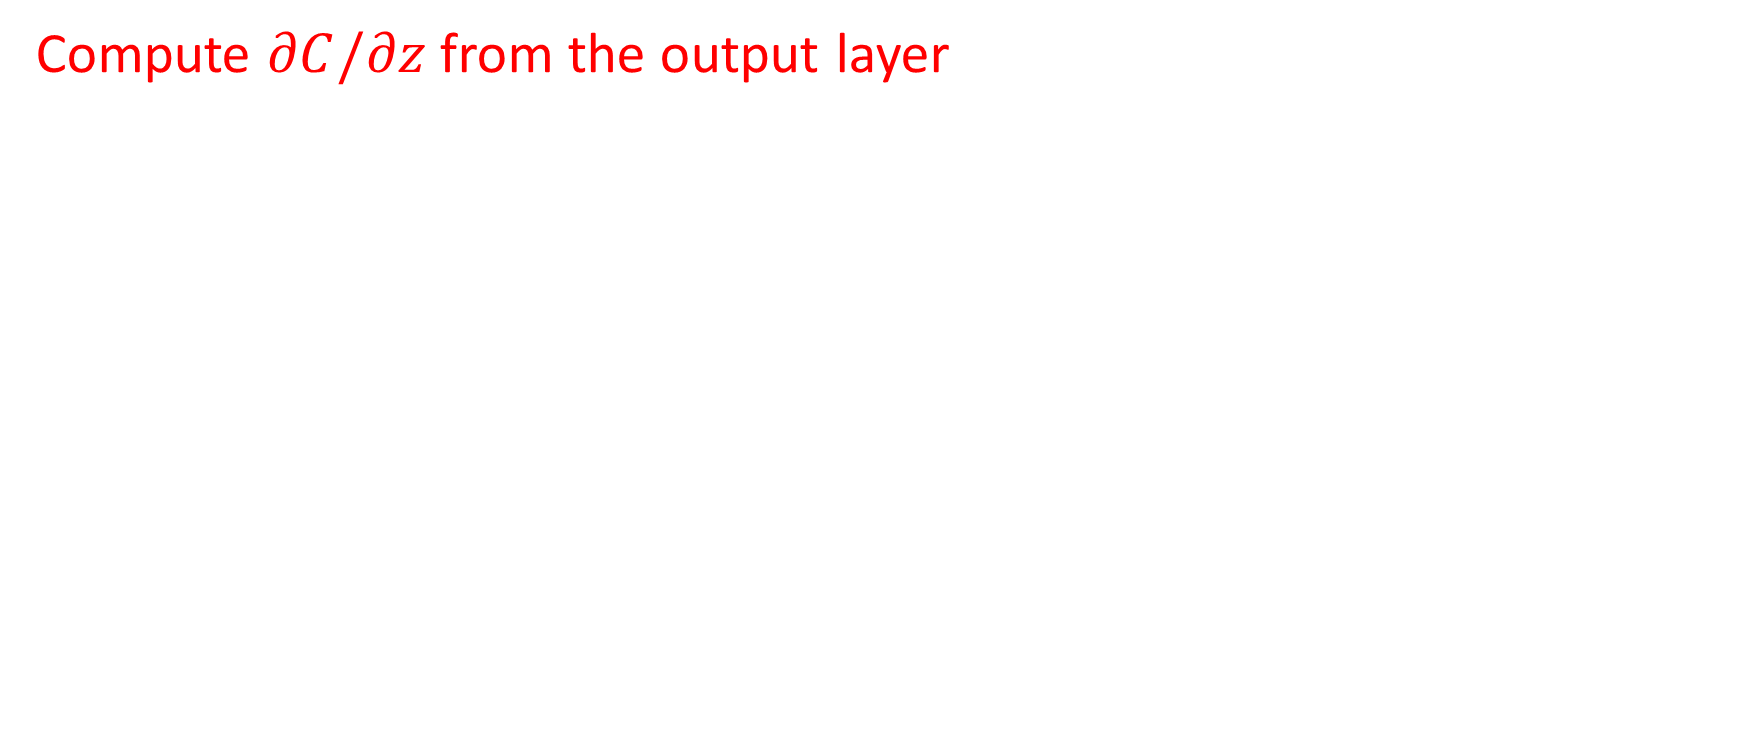 Compute ∂C/∂z from the output layer